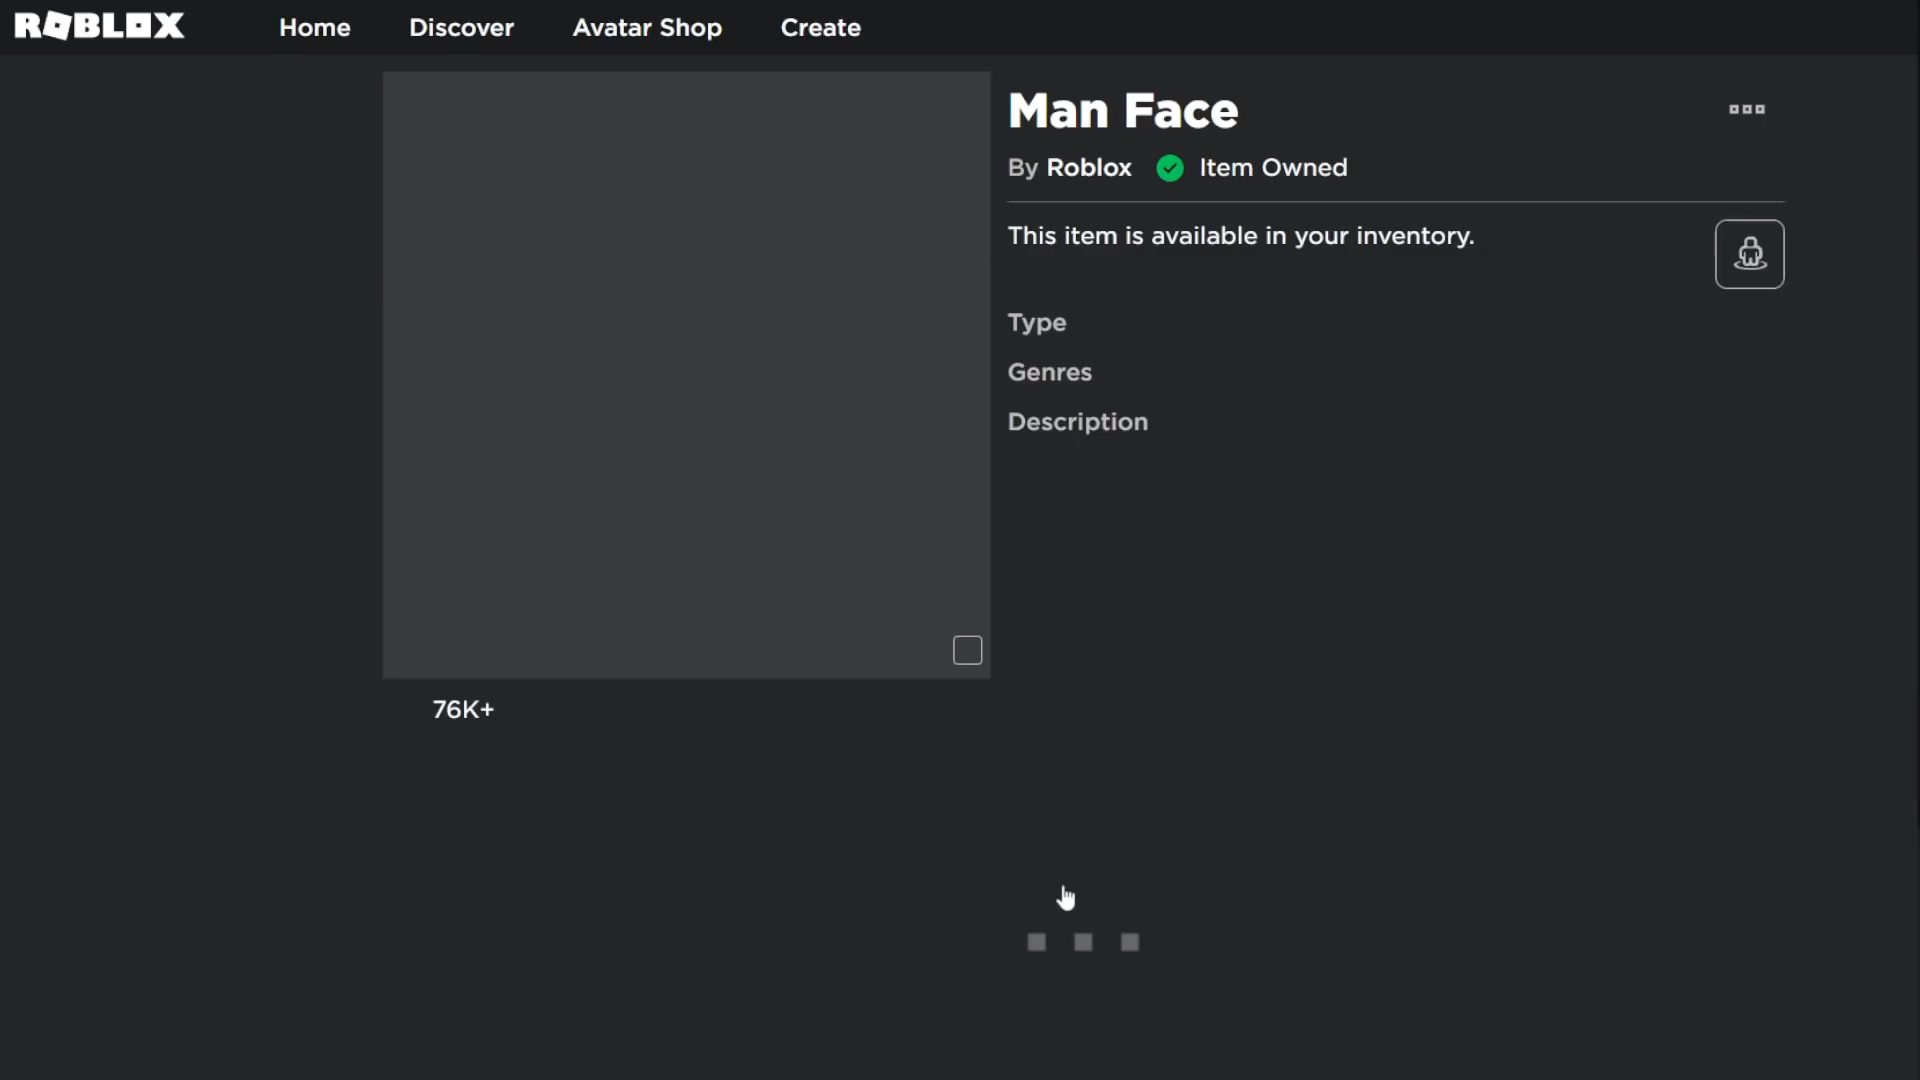 ROBLOX Home Discover Avatar Shop Create
Man Face
By Roblox Item Owned
This item is available in your inventory.
Type
Genres
Description
76K+